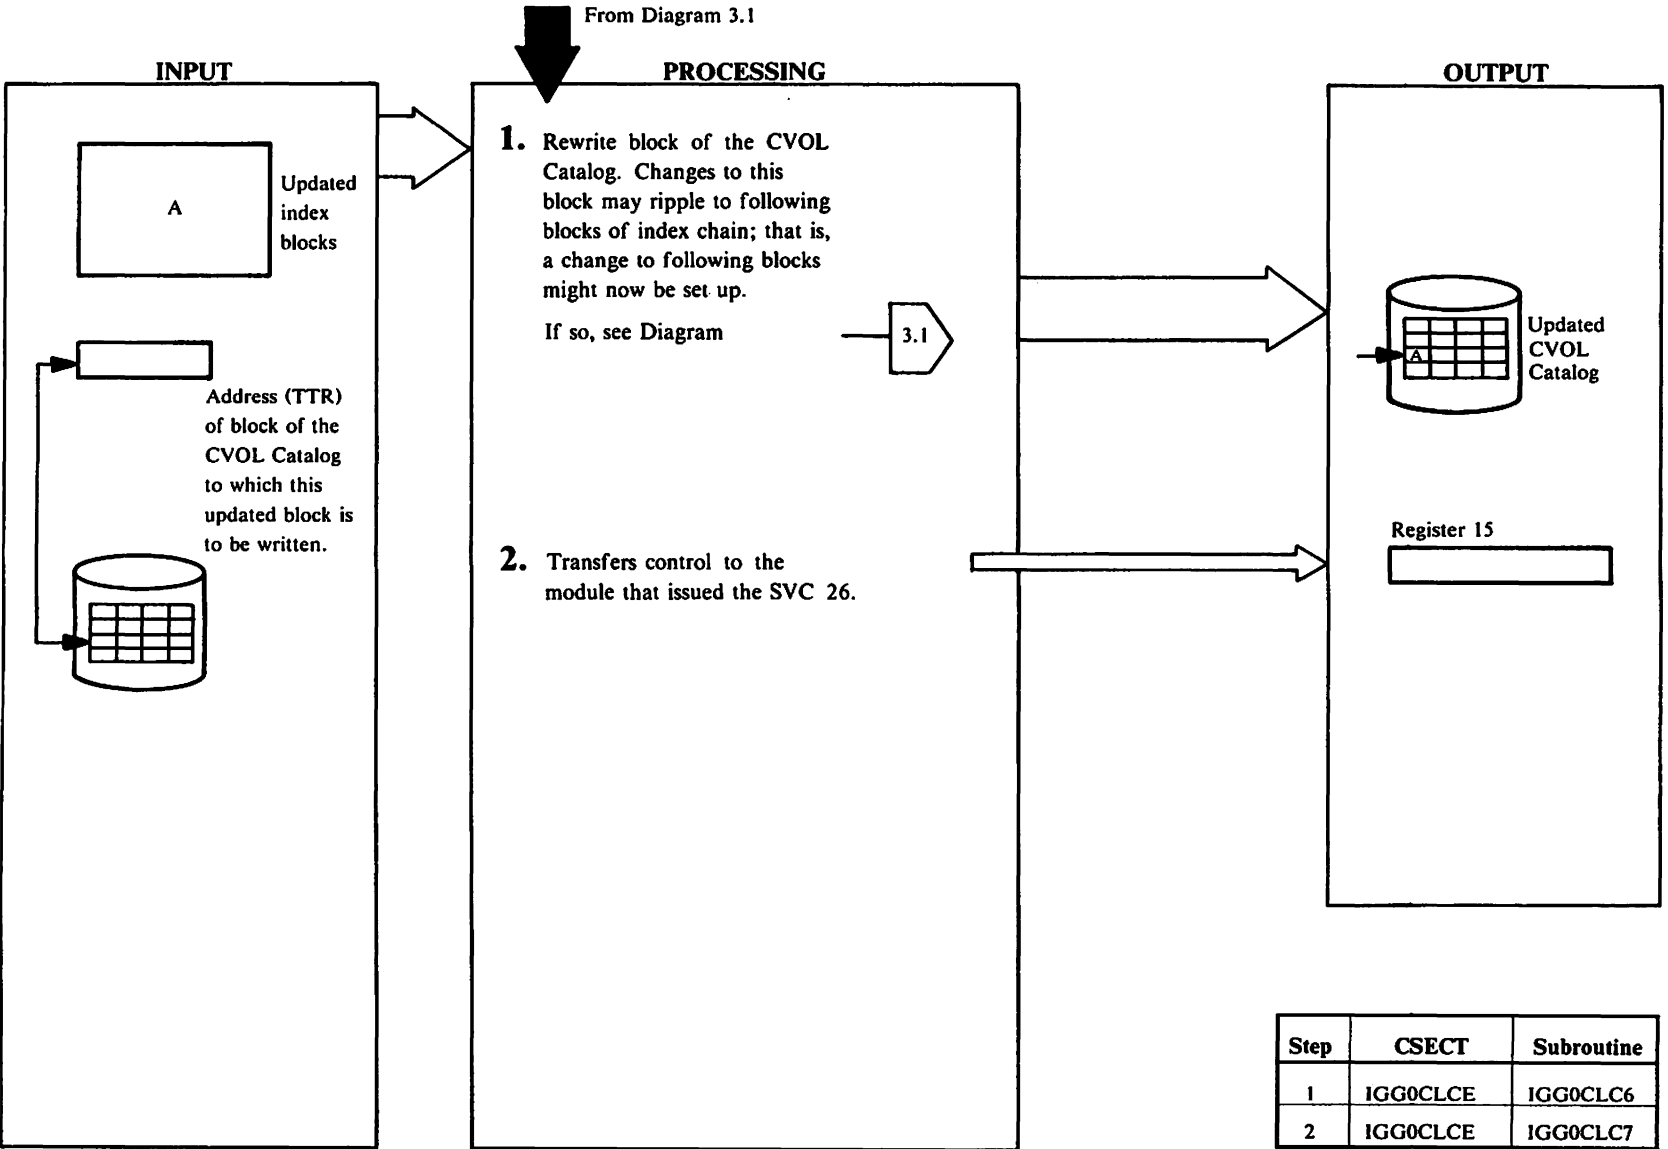 From Diagram 3.1
INPUT
A
Updated
index
blocks
Address (TTR)
of block of the
CVOL Catalog
to which this
updated block is
to be written.
PROCESSING
1. Rewrite block of the CVOL
Catalog. Changes to this
block may ripple to following
blocks of index chain; that is,
a change to following blocks
might now be set up.
If so, see Diagram
3.1
2. Transfers control to the
module that issued the SVC 26.
OUTPUT
A
Updated
CVOL
Catalog
Register 15
Step CSECT Subroutine
1 IGG0CLCE IGG0CLC6
2 IGG0CLCE IGG0CLC7